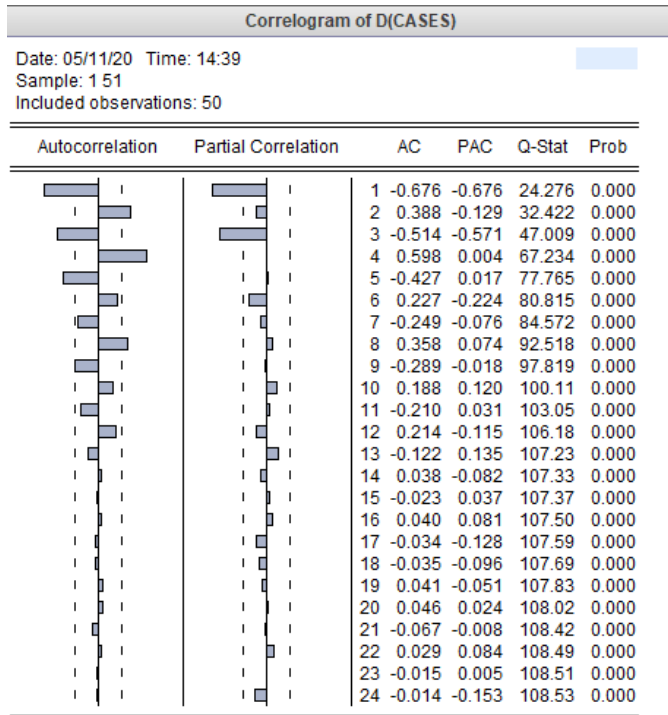 Correlogram of D(CASES)
Date: 05/11/20 Time: 14:39
Sample: 1 51
Included observations: 50
Autocorrelation Partial Correlation AC PAC Q-Stat Prob
1 -0.676 -0.676 24.276 0.000
2 0.388 -0.129 32.422 0.000
3 -0.514 -0.571 47.009 0.000
4 0.598 0.004 67.234 0.000
5 -0.427 0.017 77.765 0.000
6 0.227 -0.224 80.815 0.000
7 -0.249 -0.076 84.572 0.000
8 0.358 0.074 92.518 0.000
9 -0.289 -0.018 97.819 0.000
10 0.188 0.120 100.11 0.000
11 -0.210 0.031 103.05 0.000
12 0.214 -0.115 106.18 0.000
13 -0.122 0.135 107.23 0.000
14 0.038 -0.082 107.33 0.000
15 -0.023 0.037 107.37 0.000
16 0.040 0.081 107.50 0.000
17 -0.034 -0.128 107.59 0.000
18 -0.035 -0.096 107.69 0.000
19 0.041 -0.051 107.83 0.000
20 0.046 0.024 108.02 0.000
21 -0.067 -0.008 108.42 0.000
22 0.029 0.084 108.49 0.000
23 -0.015 0.005 108.51 0.000
24 -0.014 -0.153 108.53 0.000